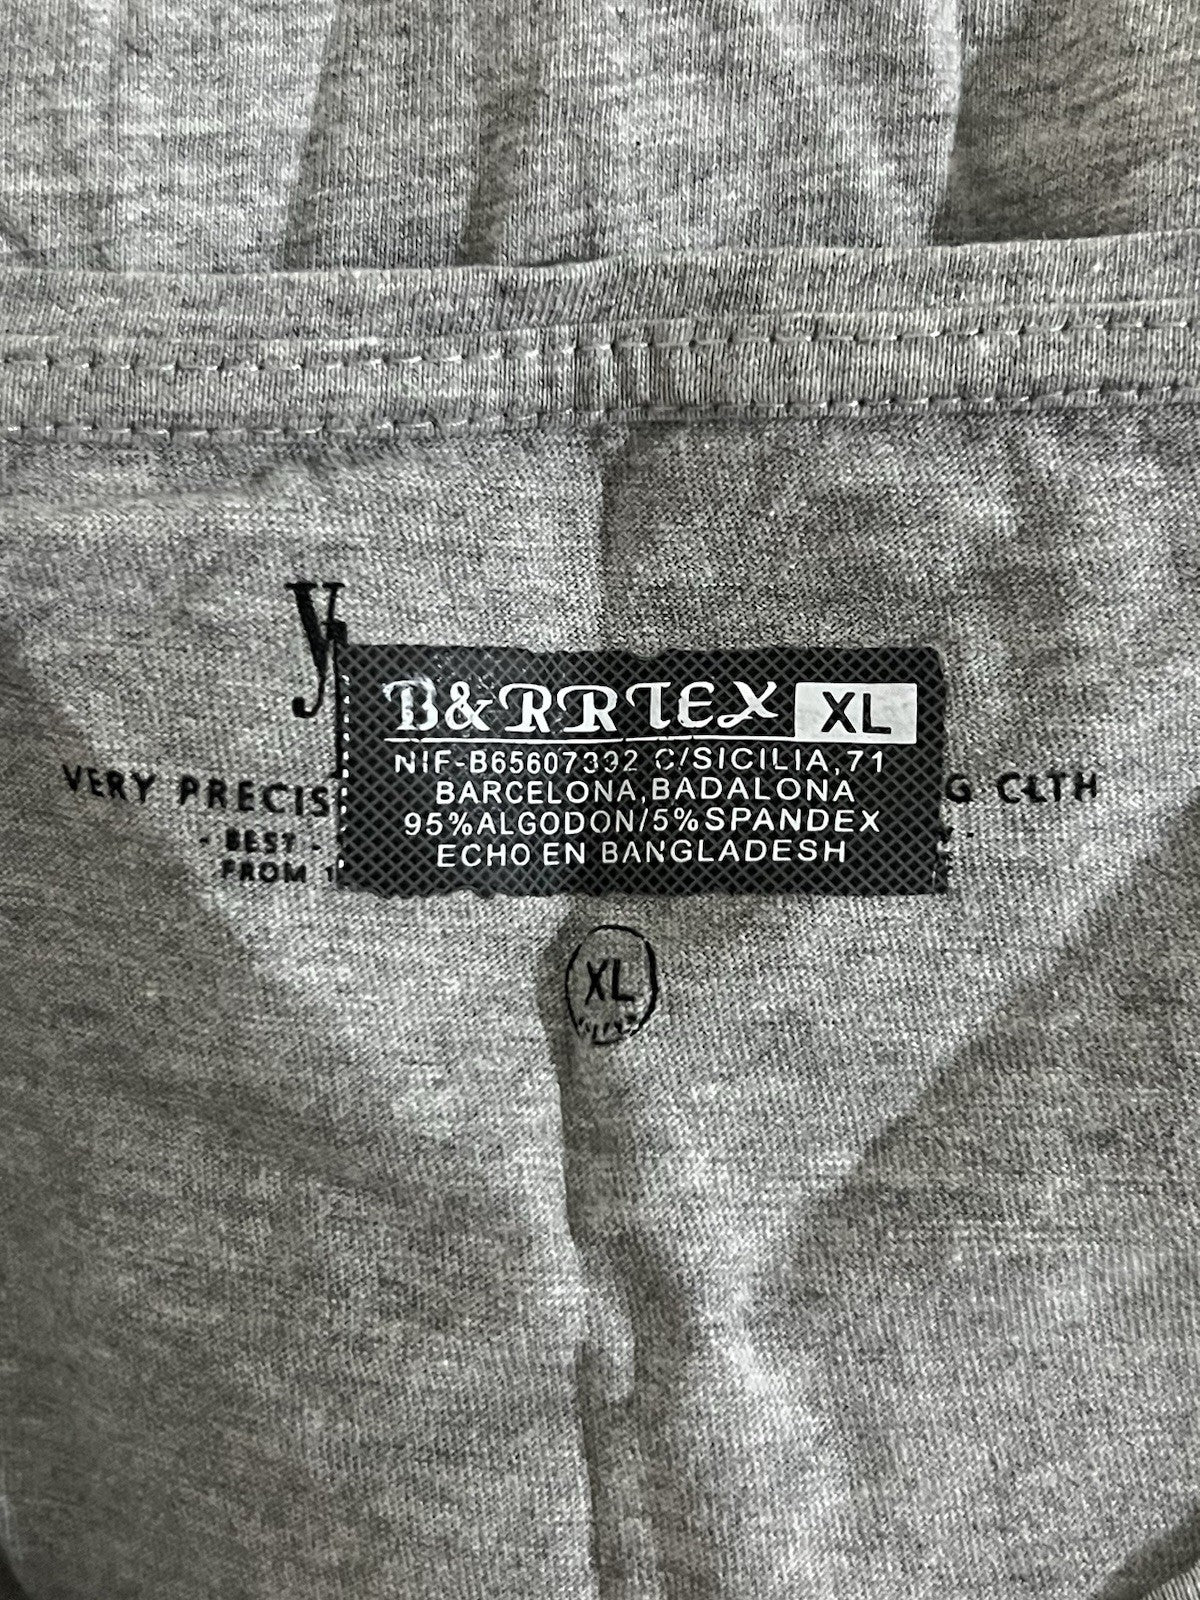 B&RRTEX XL
NIF-B65607392 C/SICILIA,71
BARCELONA,BADALONA
95%ALGODON/5%SPANDEX
ECHO EN BANGLADESH
VERY PRECIS G CLTH
- BEST -
FROM 1
XL